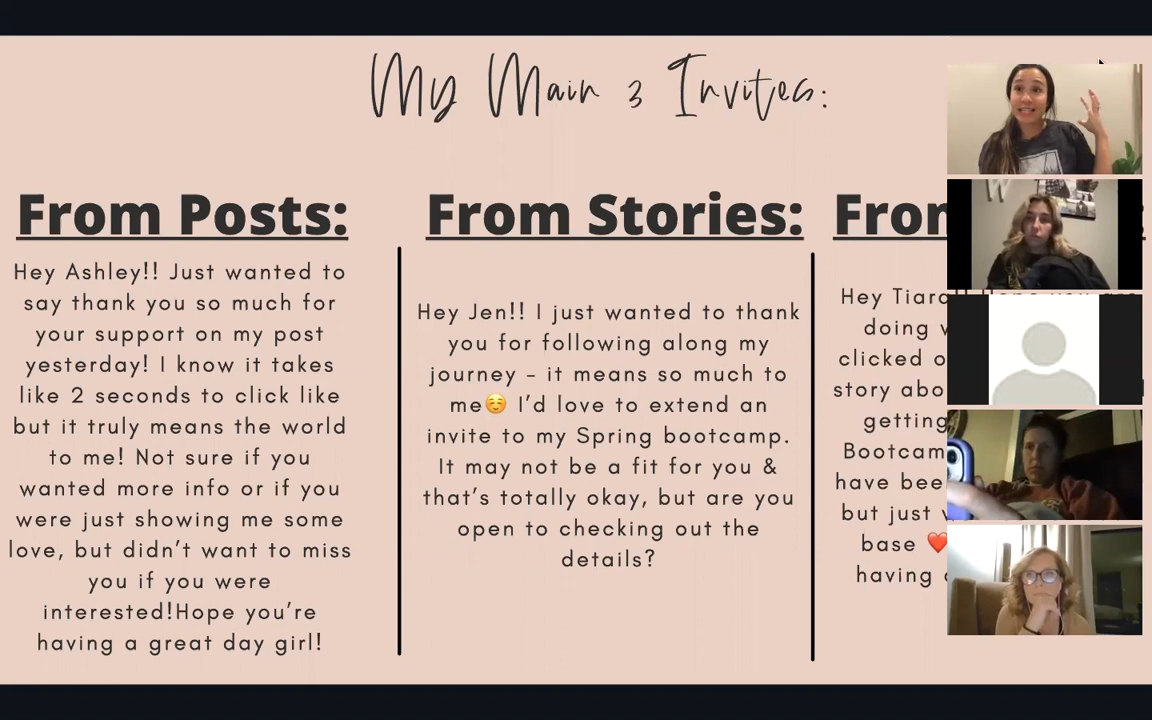 My Main 3 Invites:
From Posts:
Hey Ashley!! Just wanted to
say thank you so much for
your support on my post
yesterday! I know it takes
like 2 seconds to click like
but it truly means the world
to me! Not sure if you
wanted more info or if you
were just showing me some
love, but didn't want to miss
you if you were
interested!Hope you're
having a great day girl!
From Stories:
Hey Jen!! I just wanted to thank
you for following along my
journey - it means so much to
me☺️ I'd love to extend an
invite to my Spring bootcamp.
It may not be a fit for you &
that's totally okay, but are you
open to checking out the
details?
Hey
doing
clicked
story
getting
have
but just
base ❤️
having